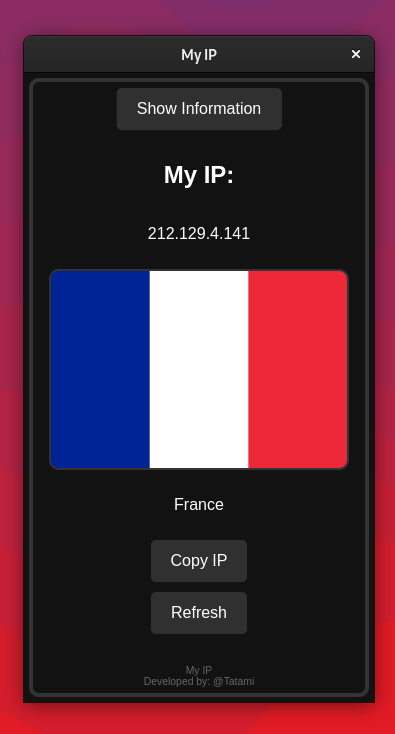 My IP
×
Show Information
My IP:
212.129.4.141
France
Copy IP
Refresh
My IP
Developed by: @Tatami